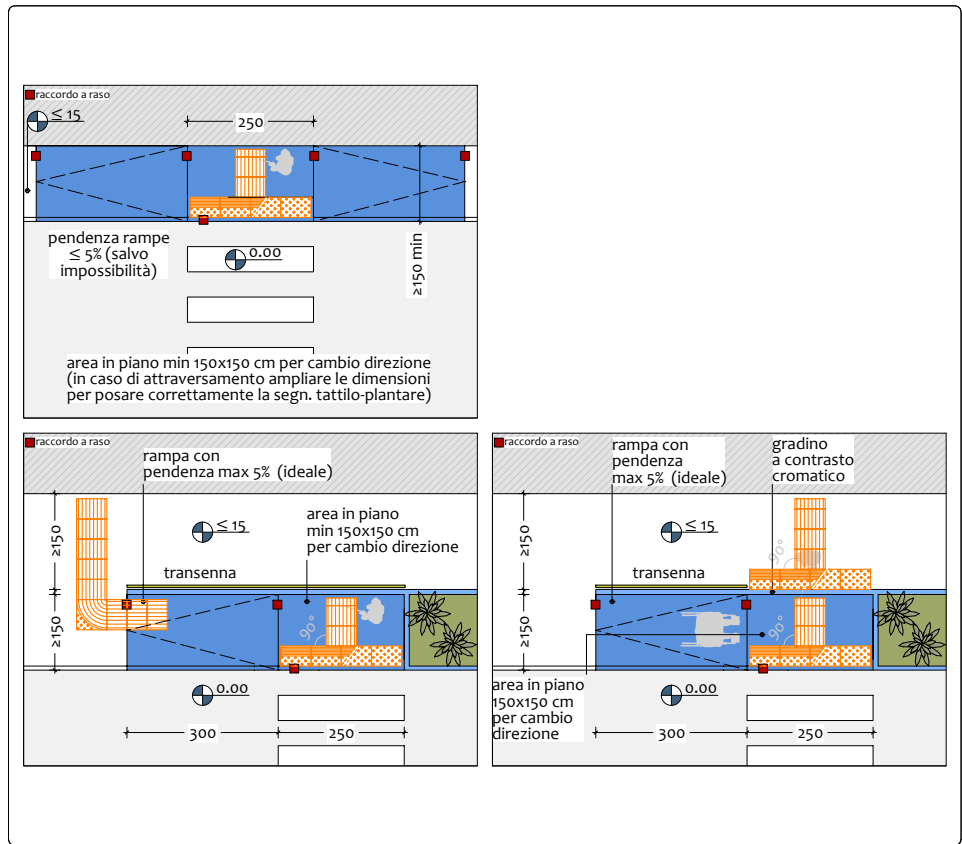 raccordo a raso
≤ 15
250
pendenza rampe
≤ 5% (salvo
impossibilità)
0.00
≥150 min
area in piano min 150x150 cm per cambio direzione
(in caso di attraversamento ampliare le dimensioni
per posare correttamente la segn. tattilo-plantare)
raccordo a raso
rampa con
pendenza max 5% (ideale)
≥150
≤ 15
area in piano
min 150x150 cm
per cambio direzione
transenna
≥150
90°
0.00
300
250
raccordo a raso
rampa con
pendenza
max 5% (ideale)
gradino
a contrasto
cromatico
≥150
≤ 15
90°
transenna
≥150
90°
area in piano
150x150 cm
per cambio
direzione
0.00
300
250